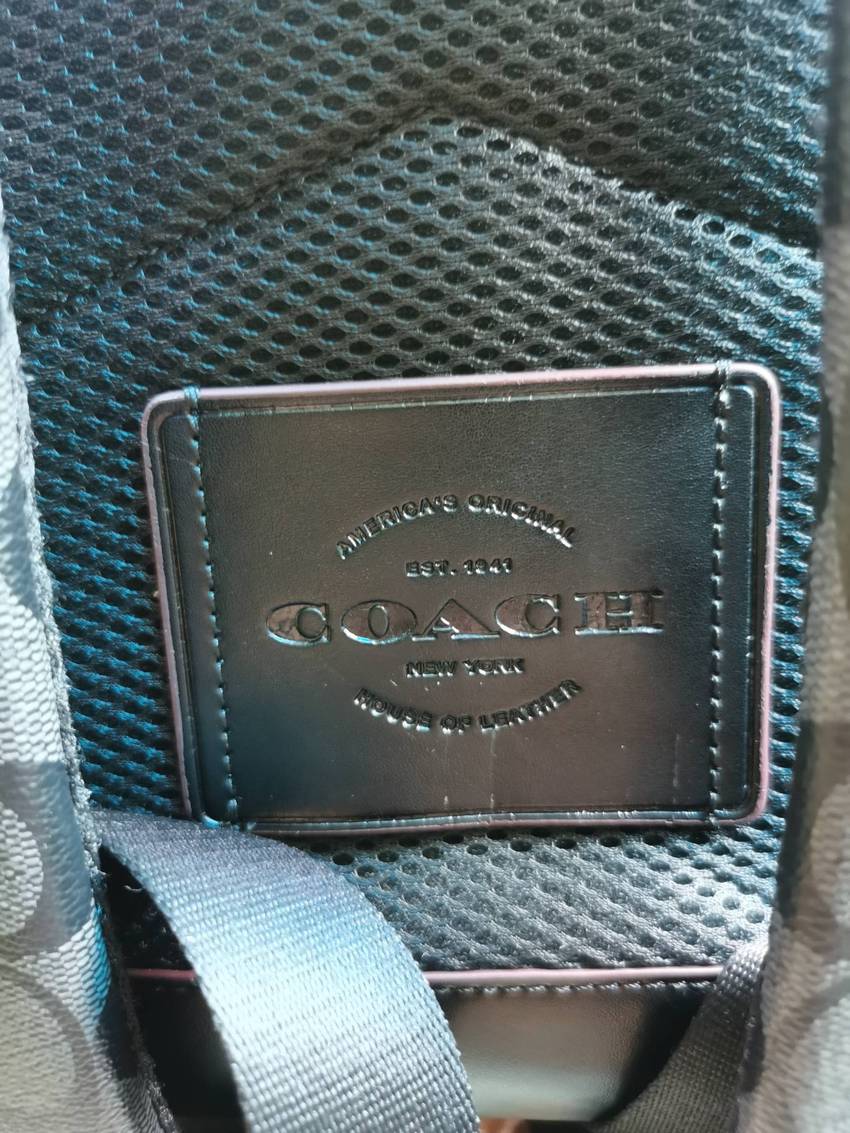 AMERICA'S ORIGINAL
EST. 1941
COACH
NEW YORK
HOUSE OF LEATHER